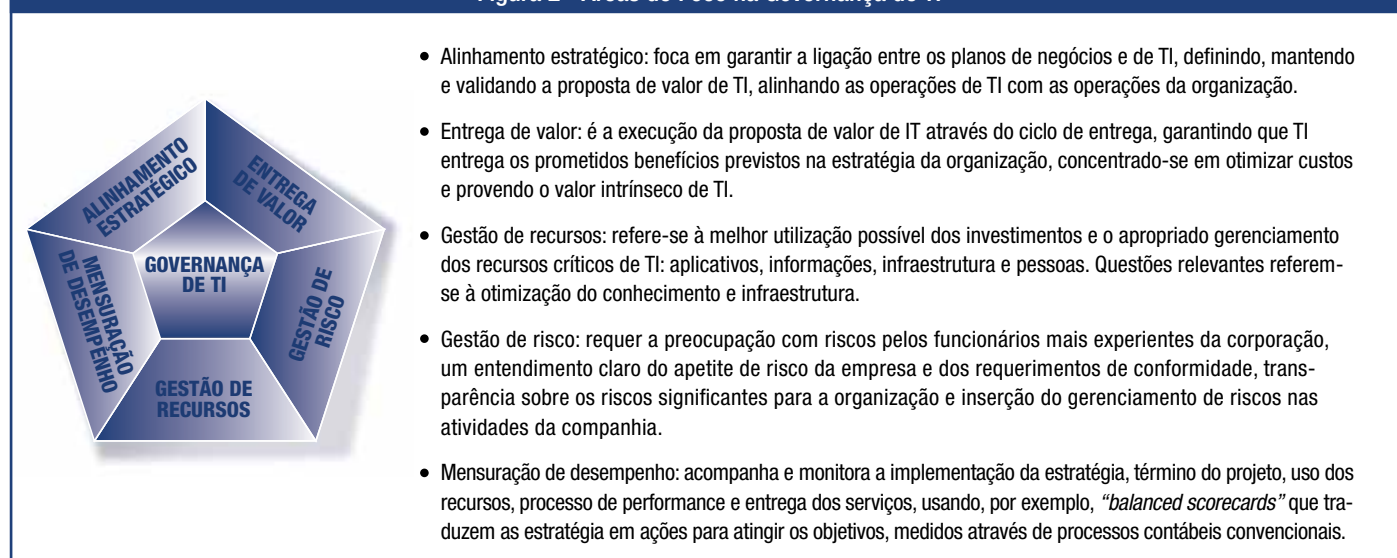 Figura 2 - Áreas de Foco na Governança de TI
ALINHAMENTO
ESTRATÉGICO
ENTREGA
DE VALOR
MENSURAÇÃO
DE DESEMPENHO
GOVERNANÇA
DE TI
GESTÃO DE
RISCO
GESTÃO DE
RECURSOS
• Alinhamento estratégico: foca em garantir a ligação entre os planos de negócios e de TI, definindo, mantendo
e validando a proposta de valor de TI, alinhando as operações de TI com as operações da organização.
• Entrega de valor: é a execução da proposta de valor de IT através do ciclo de entrega, garantindo que TI
entrega os prometidos benefícios previstos na estratégia da organização, concentrado-se em otimizar custos
e provendo o valor intrínseco de TI.
• Gestão de recursos: refere-se à melhor utilização possível dos investimentos e o apropriado gerenciamento
dos recursos críticos de TI: aplicativos, informações, infraestrutura e pessoas. Questões relevantes referem-
se à otimização do conhecimento e infraestrutura.
• Gestão de risco: requer a preocupação com riscos pelos funcionários mais experientes da corporação,
um entendimento claro do apetite de risco da empresa e dos requerimentos de conformidade, trans-
parência sobre os riscos significantes para a organização e inserção do gerenciamento de riscos nas
atividades da companhia.
• Mensuração de desempenho: acompanha e monitora a implementação da estratégia, término do projeto, uso dos
recursos, processo de performance e entrega dos serviços, usando, por exemplo, “balanced scorecards” que tra-
duzem as estratégia em ações para atingir os objetivos, medidos através de processos contábeis convencionais.